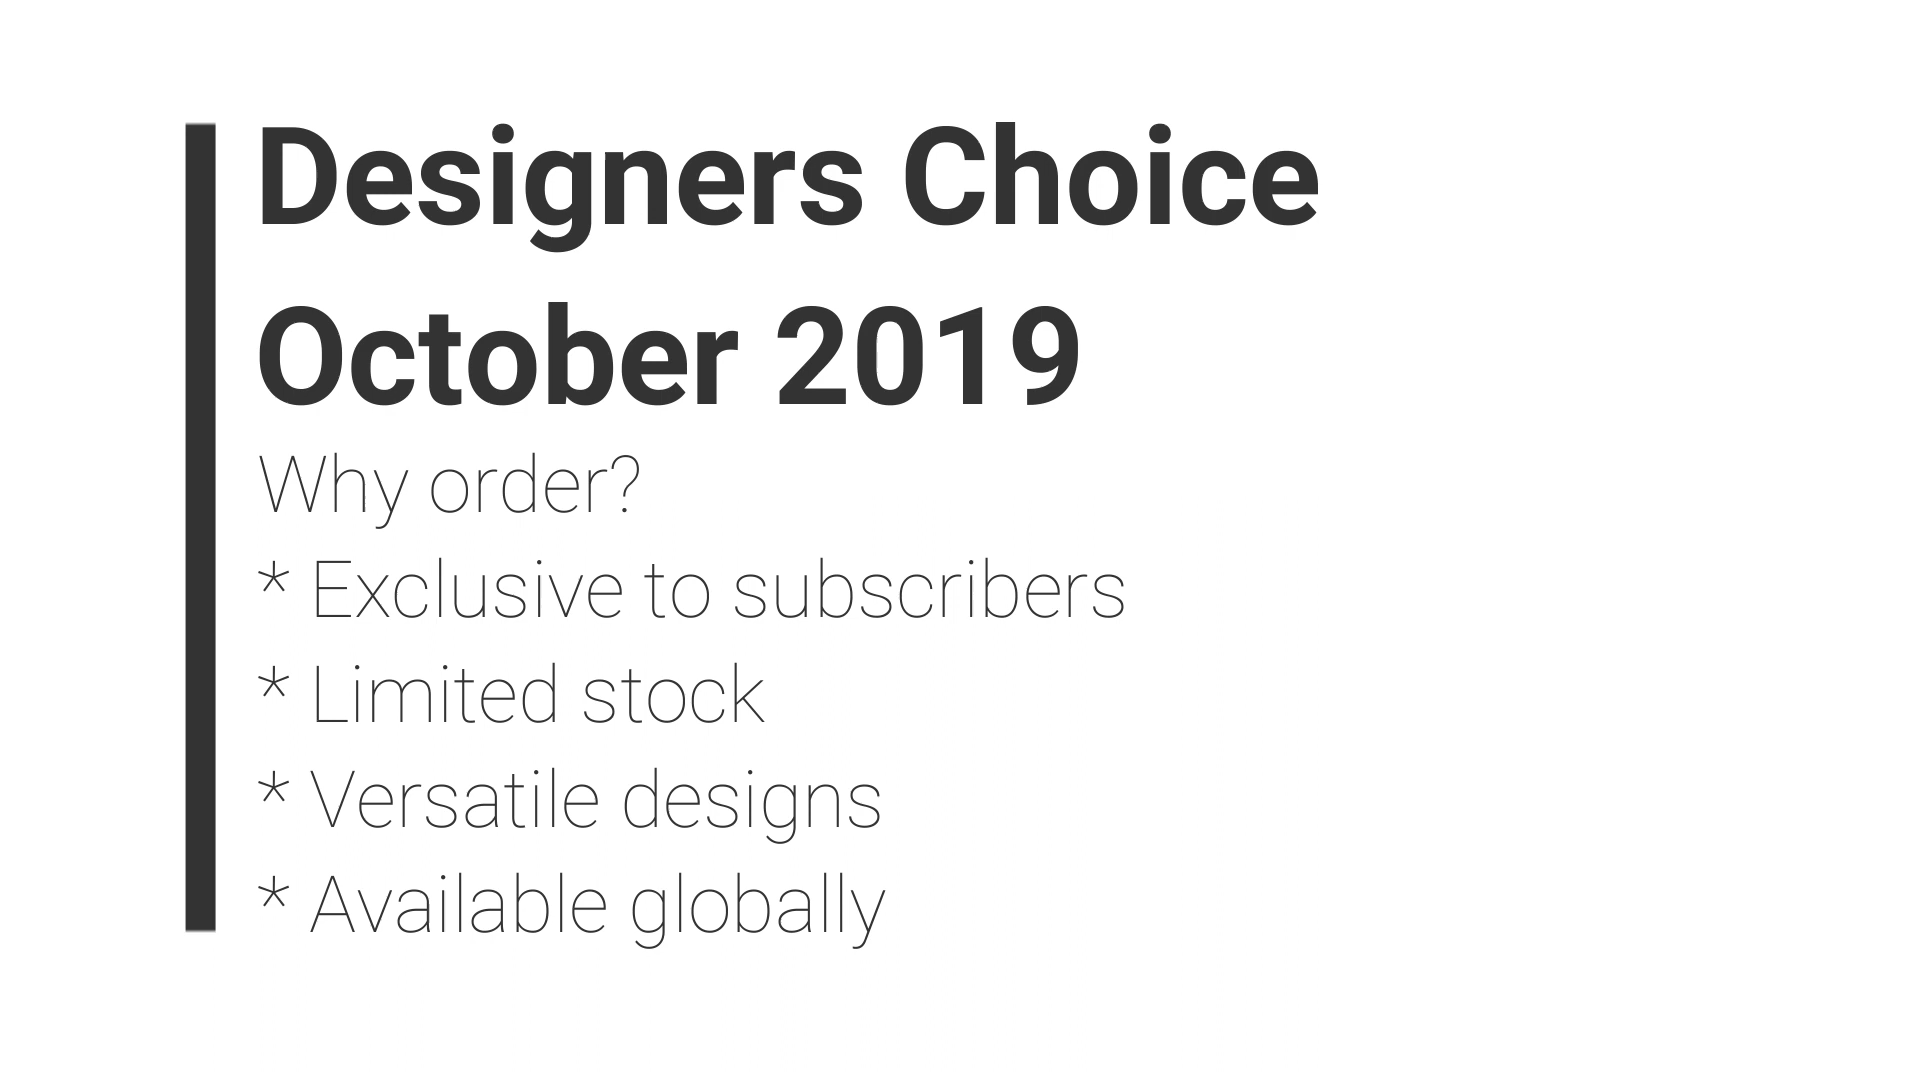 Designers Choice
October 2019
Why order?
* Exclusive to subscribers
* Limited stock
* Versatile designs
* Available globally